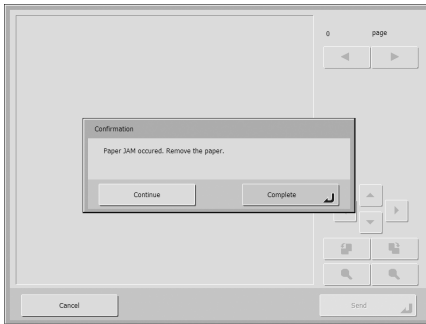 0 page
Confirmation
Paper JAM occured. Remove the paper.
Continue Complete
Cancel Send